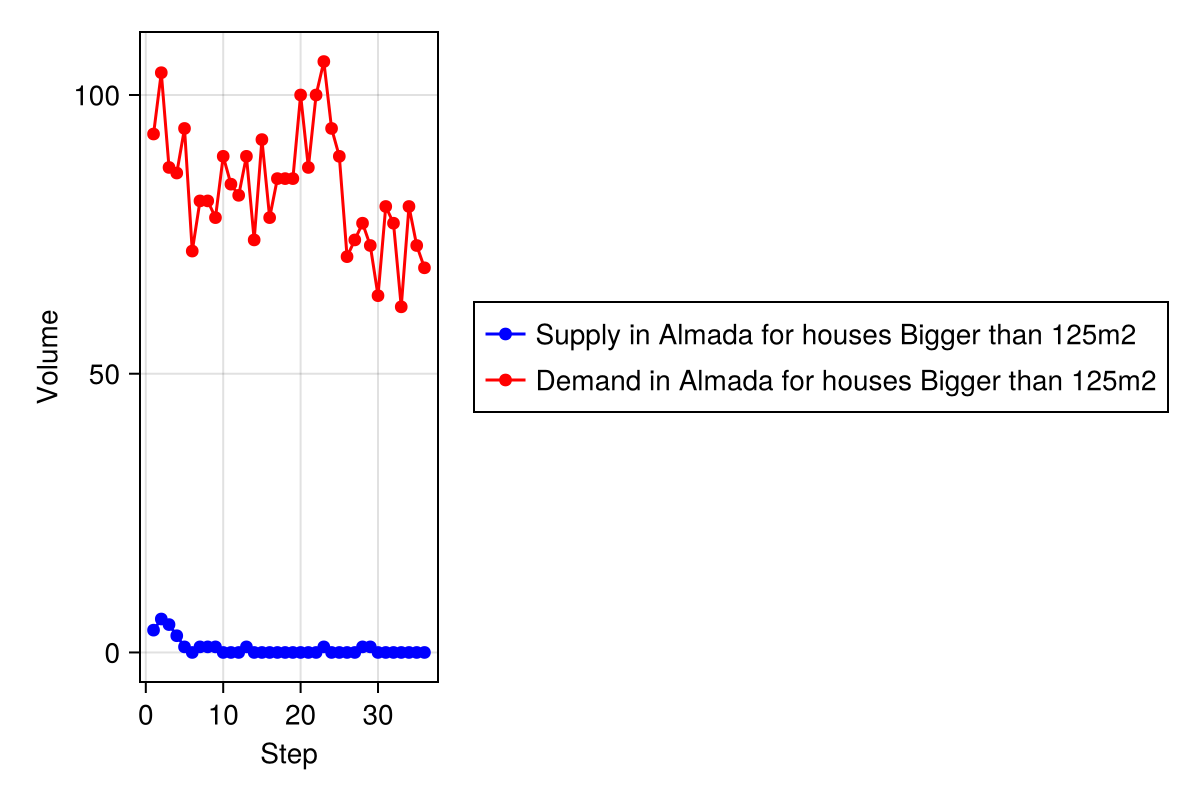 100
50
0
Volume
0 10 20 30
Step
Supply in Almada for houses Bigger than 125m2
Demand in Almada for houses Bigger than 125m2